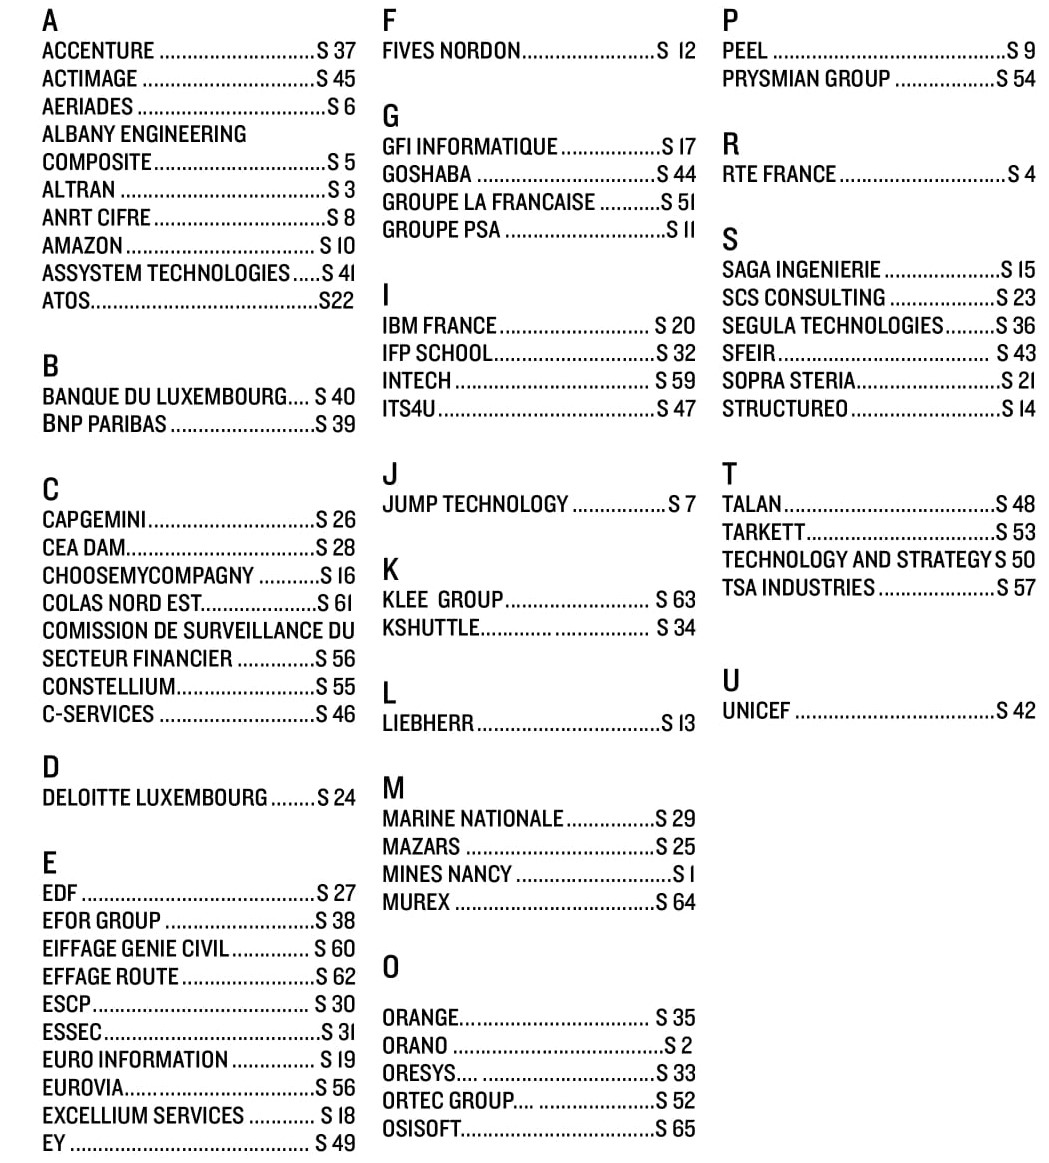 A
ACCENTURE ............................S 37
ACTIMAGE ...............................S 45
AERIADES ..................................S 6
ALBANY ENGINEERING
COMPOSITE...............................S 5
ALTRAN .....................................S 3
ANRT CIFRE................................S 8
AMAZON .................................. S 10
ASSYSTEM TECHNOLOGIES.....S 41
ATOS.........................................S22
B
BANQUE DU LUXEMBOURG.... S 40
BNP PARIBAS ..........................S 39
C
CAPGEMINI..............................S 26
CEA DAM..................................S 28
CHOOSEMYCOMPAGNY ...........S 16
COLAS NORD EST.....................S 61
COMISSION DE SURVEILLANCE DU
SECTEUR FINANCIER ..............S 56
CONSTELLIUM.........................S 55
C-SERVICES ............................S 46
D
DELOITTE LUXEMBOURG........S 24
E
EDF ..........................................S 27
EFOR GROUP ...........................S 38
EIFFAGE GENIE CIVIL.............. S 60
EFFAGE ROUTE........................S 62
ESCP....................................... S 30
ESSEC.......................................S 31
EURO INFORMATION ............... S 19
EUROVIA..................................S 56
EXCELLIUM SERVICES ............ S 18
EY ........................................... S 49
F
FIVES NORDON........................S 12
G
GFI INFORMATIQUE..................S 17
GOSHABA ................................S 44
GROUPE LA FRANCAISE ...........S 51
GROUPE PSA .............................S 11
I
IBM FRANCE........................... S 20
IFP SCHOOL.............................S 32
INTECH ................................... S 59
ITS4U.......................................S 47
J
JUMP TECHNOLOGY .................S 7
K
KLEE GROUP.......................... S 63
KSHUTTLE.............................. S 34
L
LIEBHERR.................................S 13
M
MARINE NATIONALE................S 29
MAZARS ..................................S 25
MINES NANCY ............................S 1
MUREX ....................................S 64
O
ORANGE.................................. S 35
ORANO ......................................S 2
ORESYS.... ...............................S 33
ORTEC GROUP.... .....................S 52
OSISOFT...................................S 65
P
PEEL ..........................................S 9
PRYSMIAN GROUP ..................S 54
R
RTE FRANCE..............................S 4
S
SAGA INGENIERIE .....................S 15
SCS CONSULTING ...................S 23
SEGULA TECHNOLOGIES.........S 36
SFEIR...................................... S 43
SOPRA STERIA..........................S 21
STRUCTUREO...........................S 14
T
TALAN......................................S 48
TARKETT.......................................S 53
TECHNOLOGY AND STRATEGY S 50
TSA INDUSTRIES .....................S 57
U
UNICEF ....................................S 42